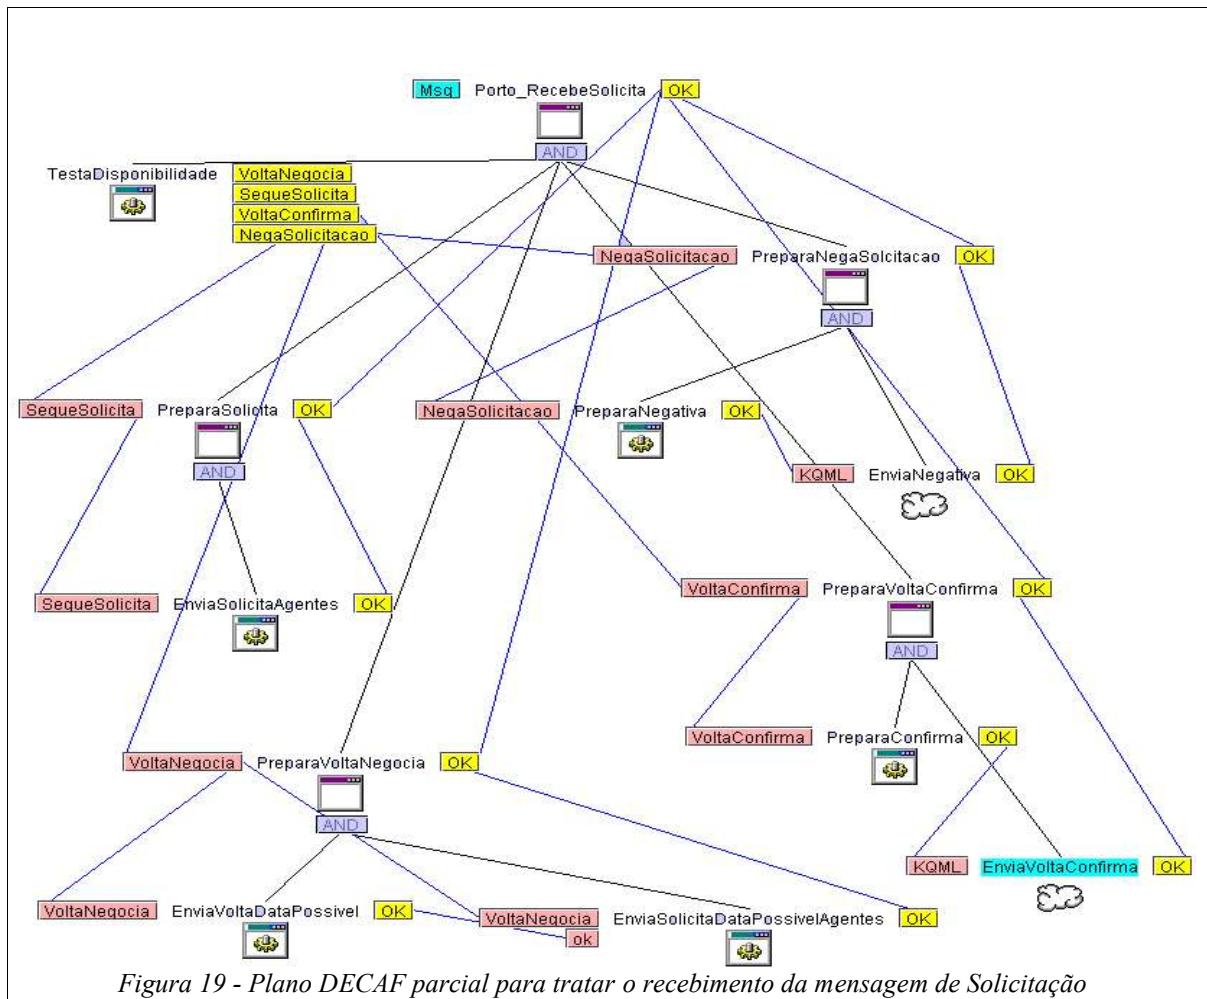 Msg Porto_RecebeSolicita OK
AND
TestaDisponibilidade VoltaNegocia
SegueSolicita
VoltaConfirma
NegaSolicitacao
NegaSolicitacao PreparaNegaSolcitacao OK
AND
SegueSolicita PreparaSolicita OK NegaSolicitacao PreparaNegativa OK
AND
KQML EnviaNegativa OK
SegueSolicita EnviaSolicitaAgentes OK VoltaConfirma PreparaVoltaConfirma OK
AND
VoltaConfirma PreparaConfirma OK
VoltaNegocia PreparaVoltaNegocia OK
AND
KQML EnviaVoltaConfirma OK
VoltaNegocia EnviaVoltaDataPossivel OK VoltaNegocia EnviaSolicitaDataPossivelAgentes OK
ok
Figura 19 - Plano DECAF parcial para tratar o recebimento da mensagem de Solicitação